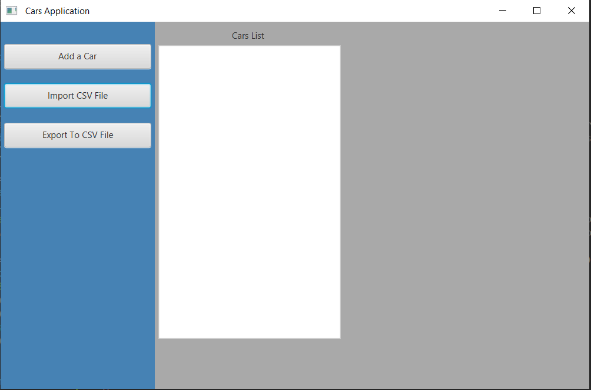 Cars Application
Cars List
Add a Car
Import CSV File
Export To CSV File